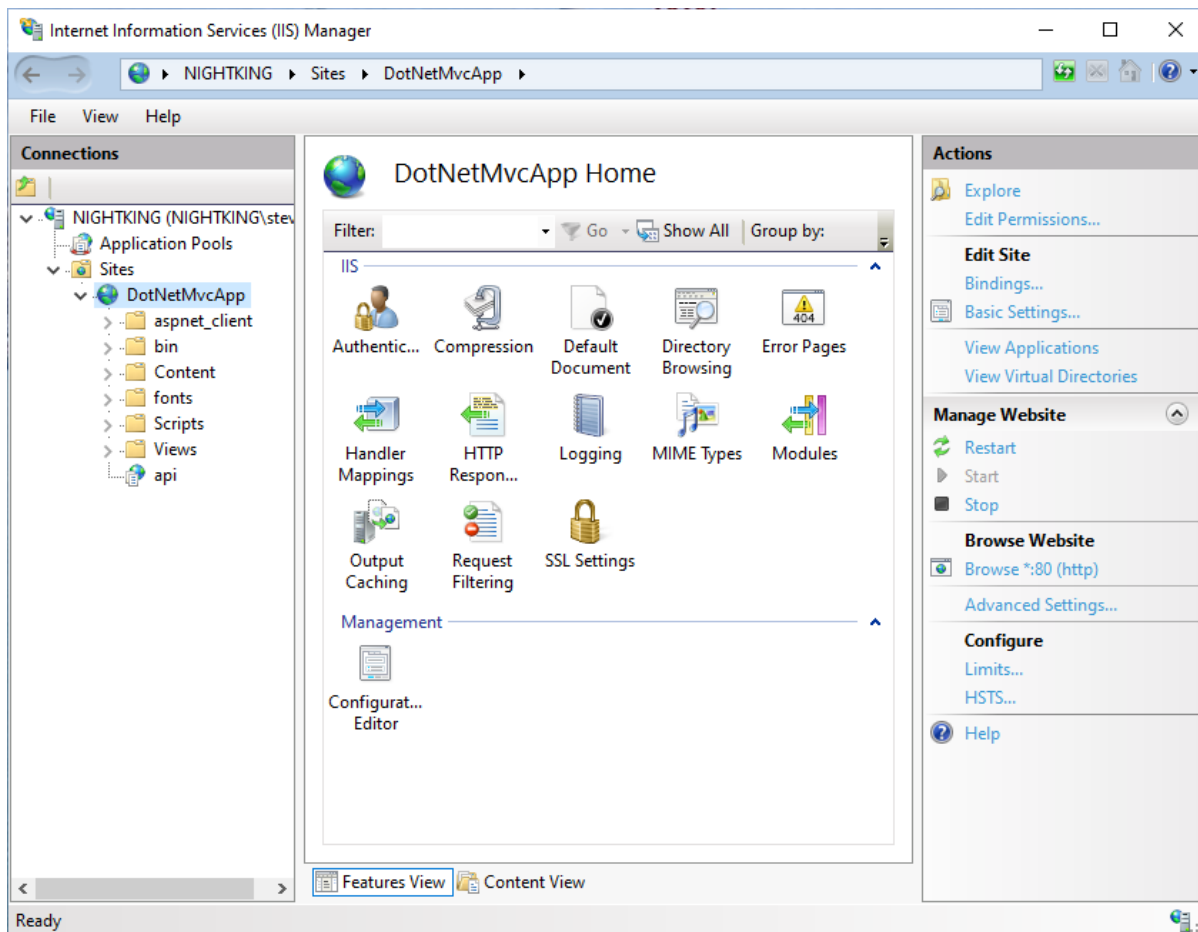 Internet Information Services (IIS) Manager
NIGHTKING Sites DotNetMvcApp
File View Help
Connections
NIGHTKING (NIGHTKING\stev
Application Pools
Sites
DotNetMvcApp
aspnet_client
bin
Content
fonts
Scripts
Views
api
DotNetMvcApp Home
Filter: Go Show All Group by:
IIS
Authentic... Compression Default Document Directory Browsing Error Pages
404
Handler Mappings HTTP Respon... Logging MIME Types Modules
Output Caching Request Filtering SSL Settings
Management
Configurat... Editor
Features View Content View
Actions
Explore
Edit Permissions...
Edit Site
Bindings...
Basic Settings...
View Applications
View Virtual Directories
Manage Website
Restart
Start
Stop
Browse Website
Browse *:80 (http)
Advanced Settings...
Configure
Limits...
HSTS...
Help
Ready